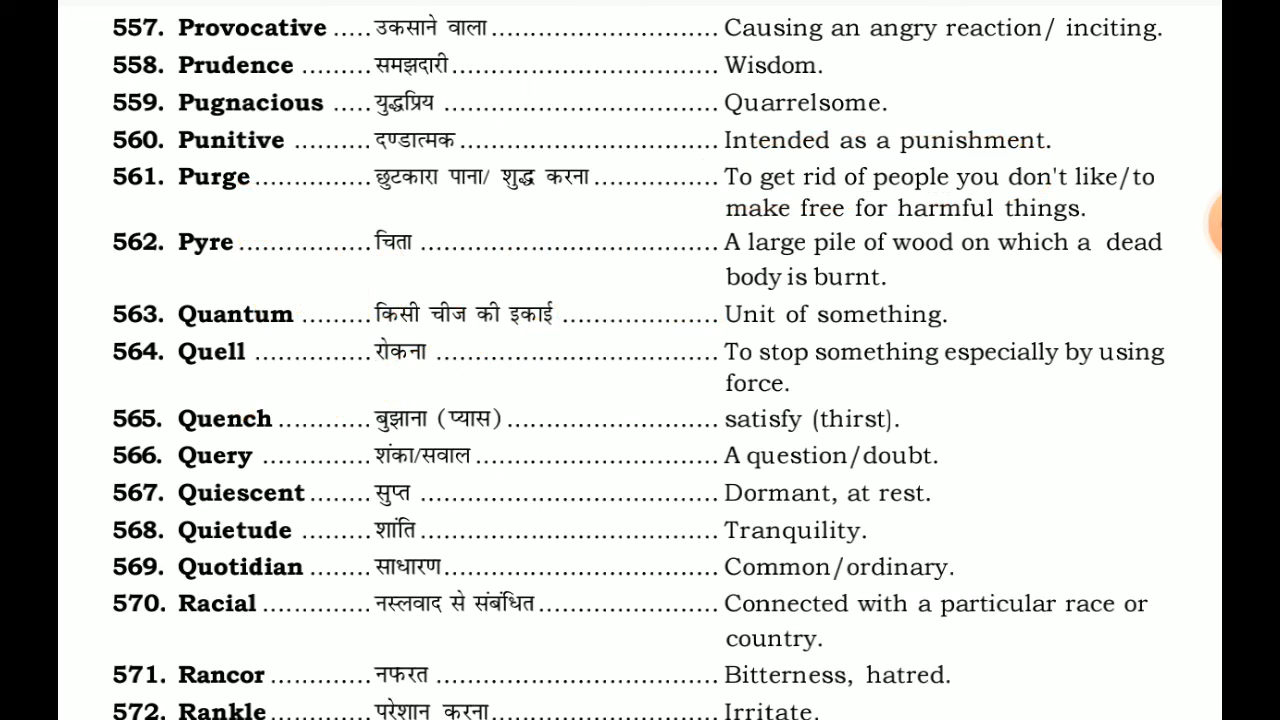 557. Provocative ..... उकसाने वाला ............................... Causing an angry reaction/ inciting.
558. Prudence ......... समझदारी .................................... Wisdom.
559. Pugnacious ..... युद्धप्रिय ..................................... Quarrelsome.
560. Punitive .......... दण्डात्मक ................................... Intended as a punishment.
561. Purge ............... छुटकारा पाना/ शुद्ध करना ................. To get rid of people you don't like/to
make free for harmful things.
562. Pyre ................. चिता ........................................ A large pile of wood on which a dead
body is burnt.
563. Quantum ......... किसी चीज की इकाई ..................... Unit of something.
564. Quell ............... रोकना ...................................... To stop something especially by using
force.
565. Quench ............ बुझाना (प्यास) ............................. satisfy (thirst).
566. Query .............. शंका/सवाल ................................. A question/doubt.
567. Quiescent ........ सुप्त ........................................ Dormant, at rest.
568. Quietude ......... शांति ........................................ Tranquility.
569. Quotidian ........ साधारण ..................................... Common/ordinary.
570. Racial .............. नस्लवाद से संबंधित ........................ Connected with a particular race or
country.
571. Rancor ............. नफरत ...................................... Bitterness, hatred.
572. Rankle ............. परेशान करना ............................... Irritate.